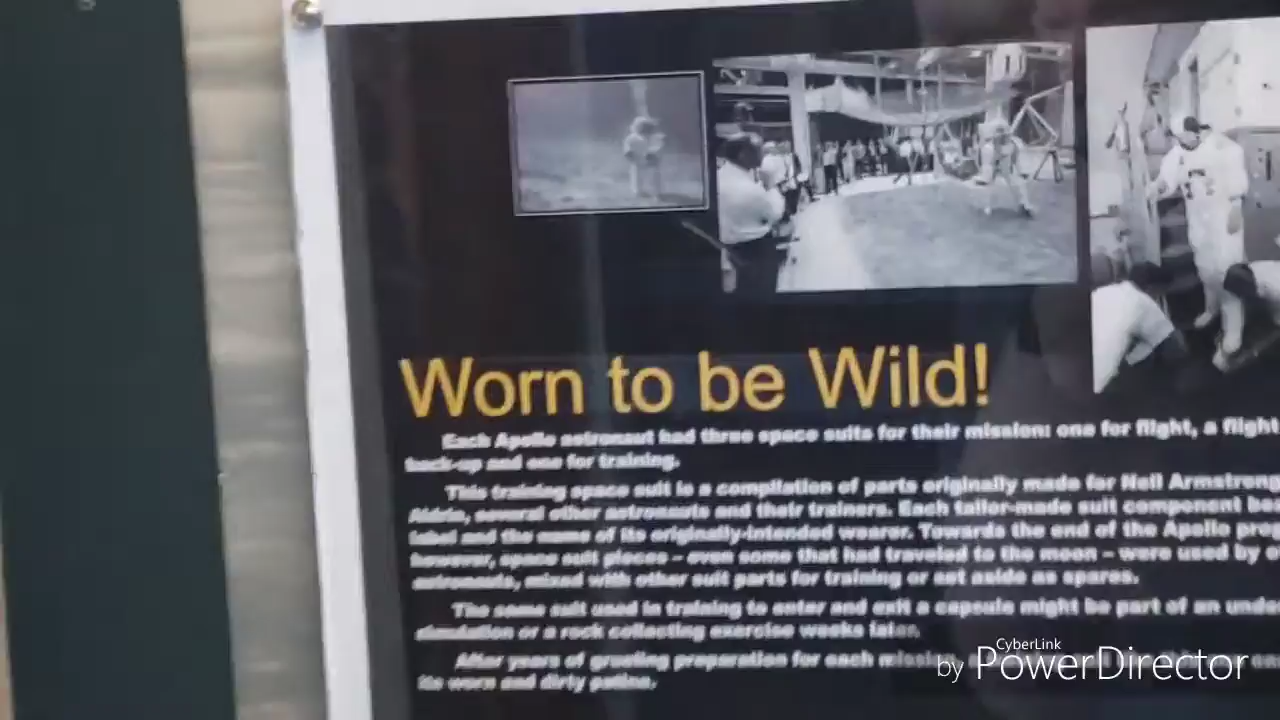 Worn to be Wild!
Each Apollo astronaut had three space suits for their mission: one for flight, a flight
back-up and one for training.
This training space suit is a compilation of parts originally made for Neil Armstrong
Aldrin, several other astronauts and their trainers. Each tailor-made suit component
label and the name of its originally-intended wearer. Towards the end of the Apollo
however, space suit pieces – even some that had traveled to the moon – were used by
astronauts, mixed with other suit parts for training or set aside as spares.
The same suit used in training to enter and exit a capsule might be part of an
simulation or a rock collecting exercise weeks later.
After years of grueling preparation for each
its worn and dirty patina.
by CyberLink PowerDirector